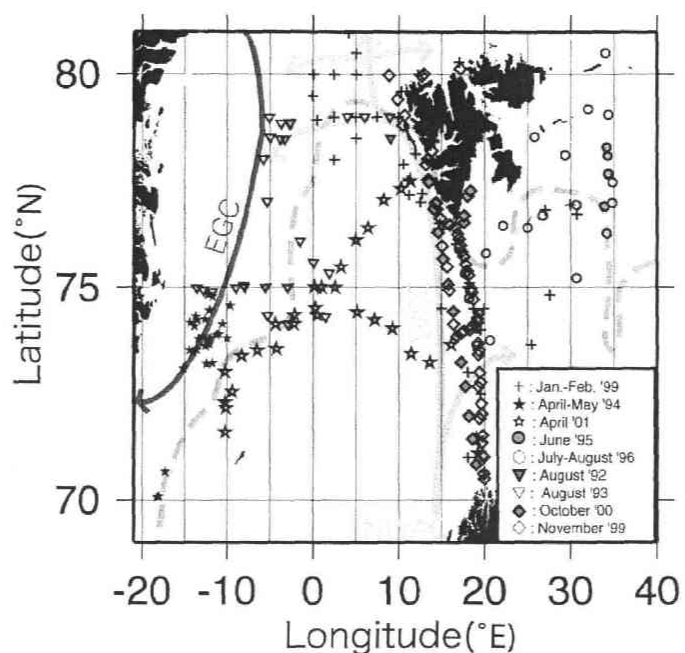 80
75
70
Latitude(°N)
EGC
+ : Jan.-Feb. '99
★ : April-May '94
☆ : April '01
: June '95
: July-August '96
▼ : August '92
▽ : August '93
◆ : October '00
◇ : November '99
-20 -10 0 10 20 30 40
Longitude(°E)